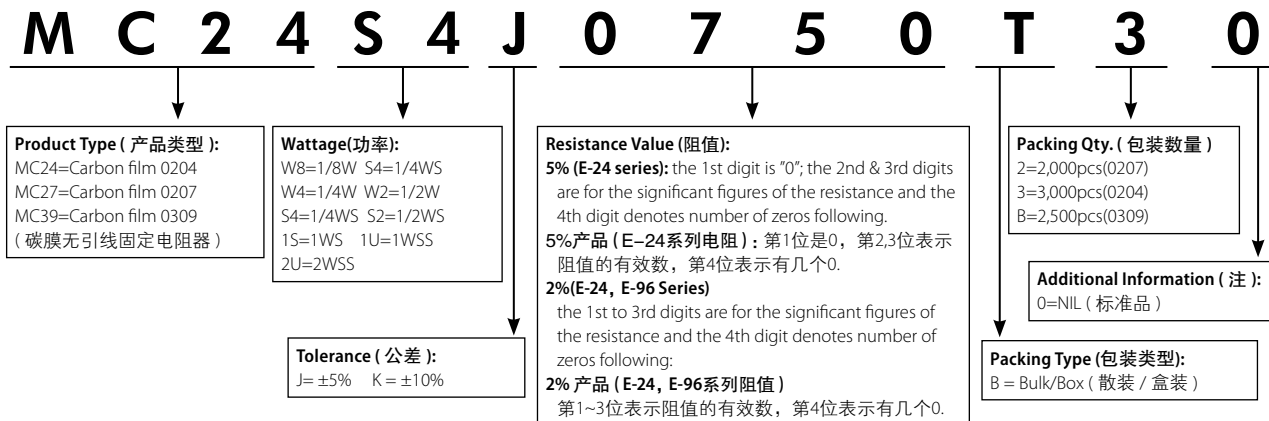 M C 2 4 S 4 J 0 7 5 0 T 3 0
Product Type ( 产品类型 ):
MC24=Carbon film 0204
MC27=Carbon film 0207
MC39=Carbon film 0309
( 碳膜无引线固定电阻器 )
Wattage(功率):
W8=1/8W S4=1/4WS
W4=1/4W W2=1/2W
S4=1/4WS S2=1/2WS
1S=1WS 1U=1WSS
2U=2WSS
Tolerance ( 公差 ):
J= ±5% K = ±10%
Resistance Value (阻值):
5% (E-24 series): the 1st digit is "0"; the 2nd & 3rd digits
are for the significant figures of the resistance and the
4th digit denotes number of zeros following.
5%产品 ( E–24系列电阻 ) : 第1位是0，第2,3位表示
阻值的有效数，第4位表示有几个0.
2%(E-24, E-96 Series)
the 1st to 3rd digits are for the significant figures of
the resistance and the 4th digit denotes number of
zeros following:
2% 产品 ( E-24, E-96系列阻值 )
第1~3位表示阻值的有效数，第4位表示有几个0.
Packing Qty. ( 包装数量 )
2=2,000pcs(0207)
3=3,000pcs(0204)
B=2,500pcs(0309)
Additional Information ( 注 ):
0=NIL ( 标准品 )
Packing Type (包装类型):
B = Bulk/Box ( 散装 / 盒装 )